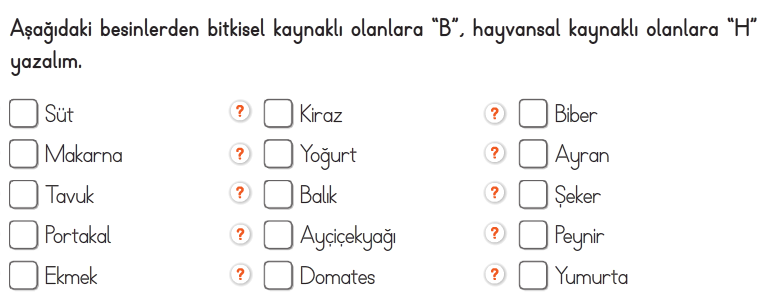 Aşağıdaki besinlerden bitkisel kaynaklı olanlara “B”, hayvansal kaynaklı olanlara “H”
yazalım.
Süt ? Kiraz ? Biber
Makarna ? Yoğurt ? Ayran
Tavuk ? Balık ? Şeker
Portakal ? Ayçiçekyağı ? Peynir
Ekmek ? Domates ? Yumurta